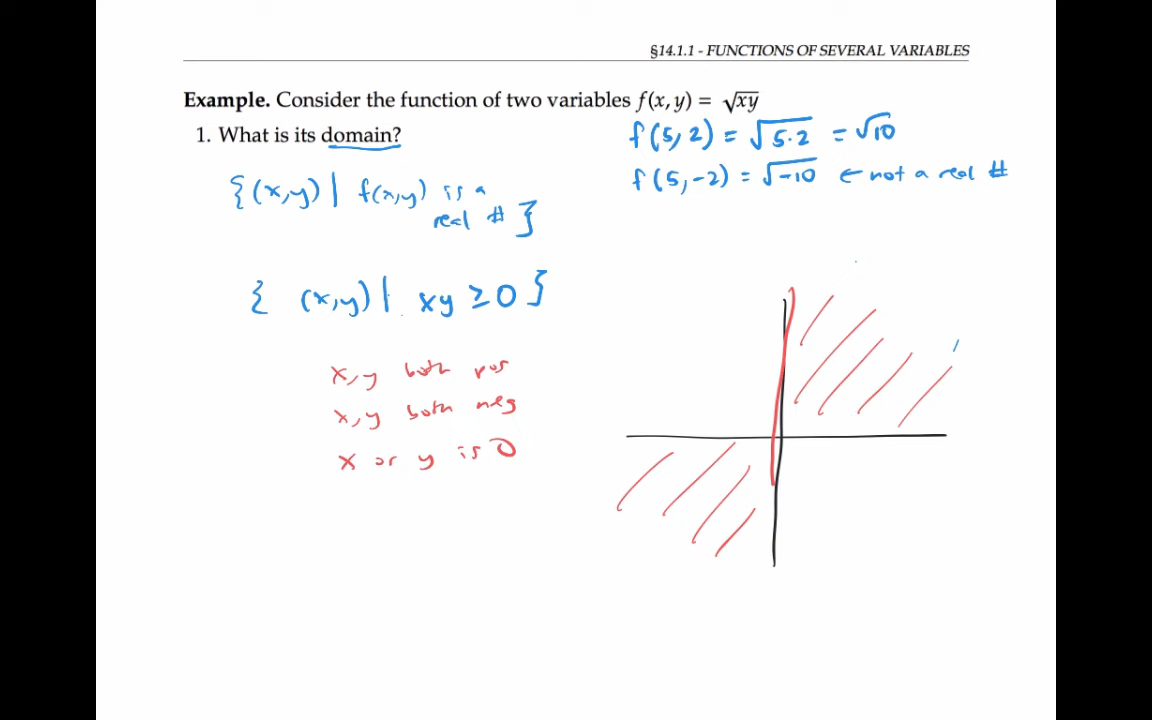 §14.1.1 - FUNCTIONS OF SEVERAL VARIABLES
Example. Consider the function of two variables f(x, y) = √xy
1. What is its domain?
f(5,2) = √5·2 = √10
f(5,-2) = √-10 ← not a real #
{(x,y) | f(x,y) is a
real # }
{ (x,y) | xy ≥ 0 }
x,y both pos
x,y both neg
x or y is 0